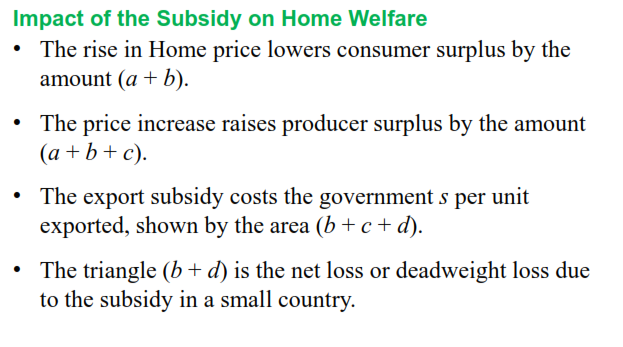 Impact of the Subsidy on Home Welfare
• The rise in Home price lowers consumer surplus by the
amount (a + b).
• The price increase raises producer surplus by the amount
(a + b + c).
• The export subsidy costs the government s per unit
exported, shown by the area (b + c + d).
• The triangle (b + d) is the net loss or deadweight loss due
to the subsidy in a small country.